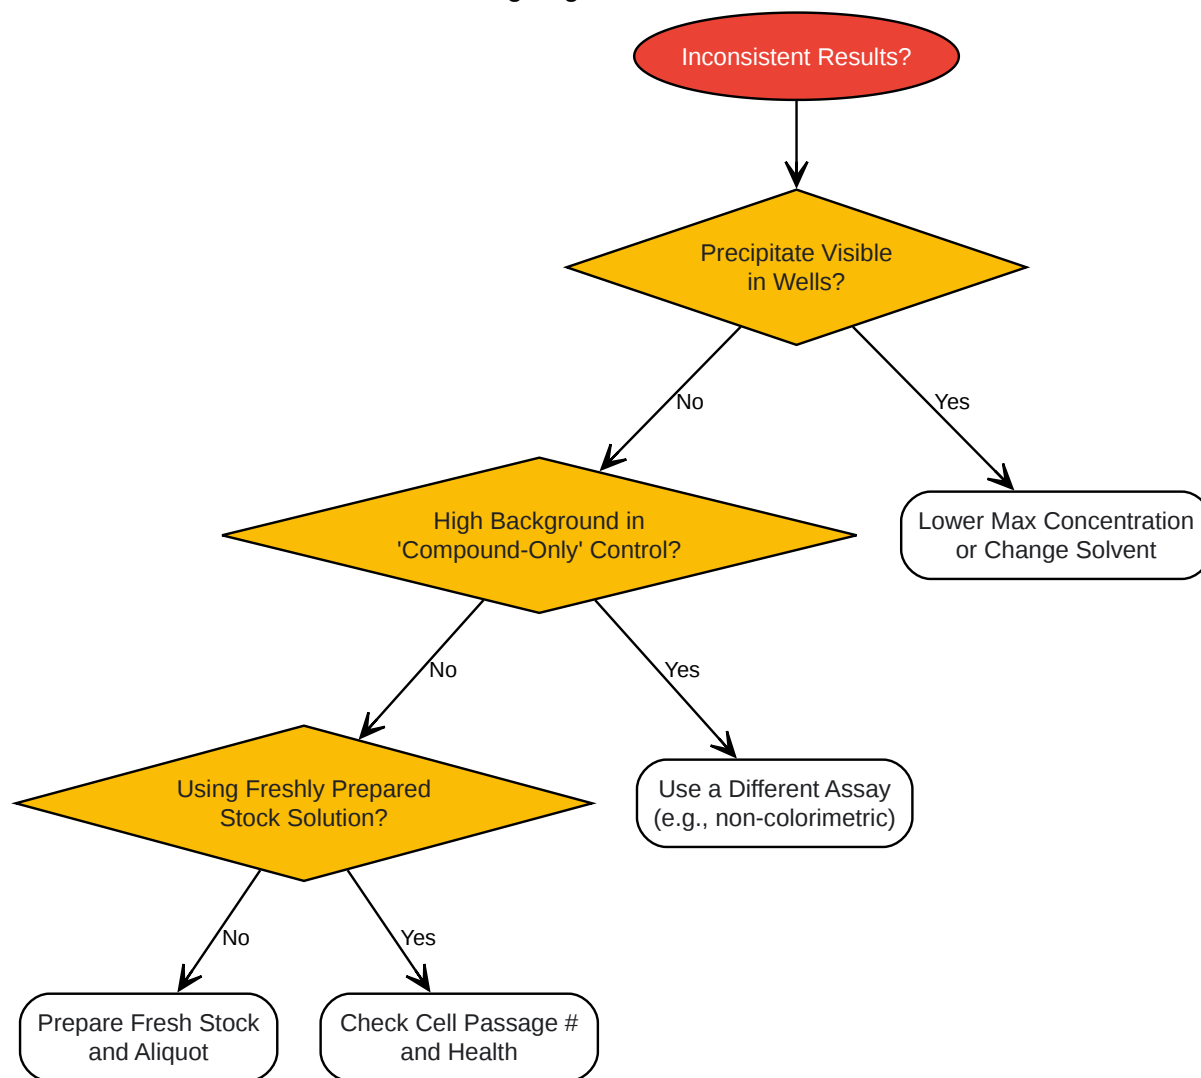 Inconsistent Results?
Precipitate Visible
in Wells?
No
Yes
High Background in
'Compound-Only' Control?
Lower Max Concentration
or Change Solvent
No
Yes
Using Freshly Prepared
Stock Solution?
Use a Different Assay
(e.g., non-colorimetric)
No
Yes
Prepare Fresh Stock
and Aliquot
Check Cell Passage #
and Health